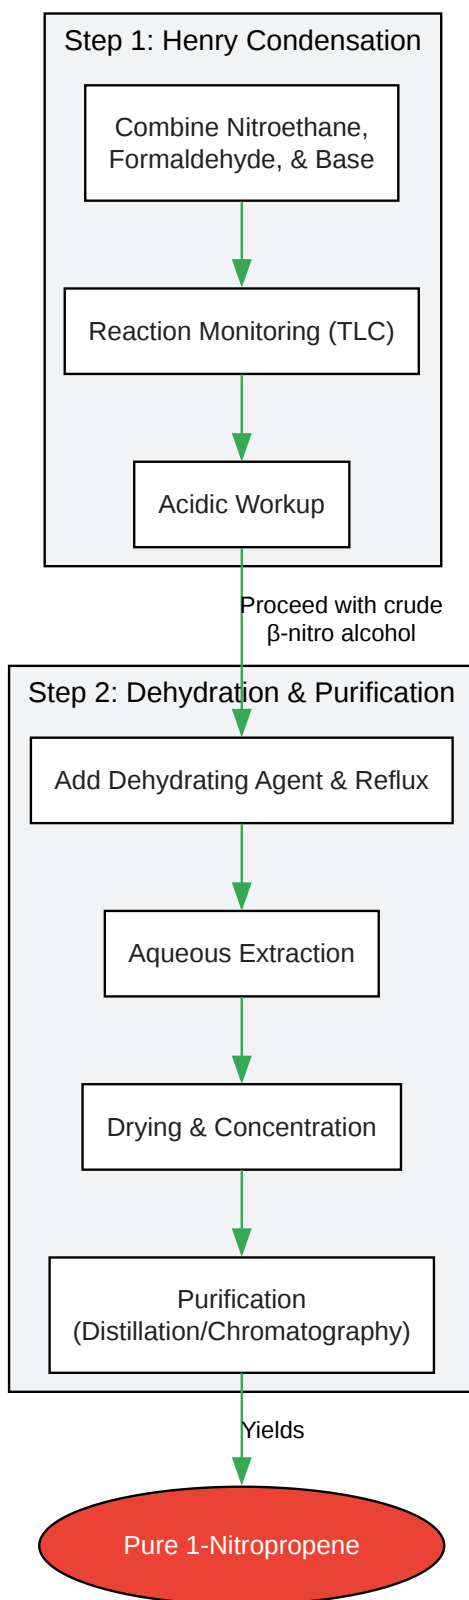 Step 1: Henry Condensation
Combine Nitroethane,
Formaldehyde, & Base
Reaction Monitoring (TLC)
Acidic Workup
Proceed with crude
β-nitro alcohol
Step 2: Dehydration & Purification
Add Dehydrating Agent & Reflux
Aqueous Extraction
Drying & Concentration
Purification
(Distillation/Chromatography)
Yields
Pure 1-Nitropropene